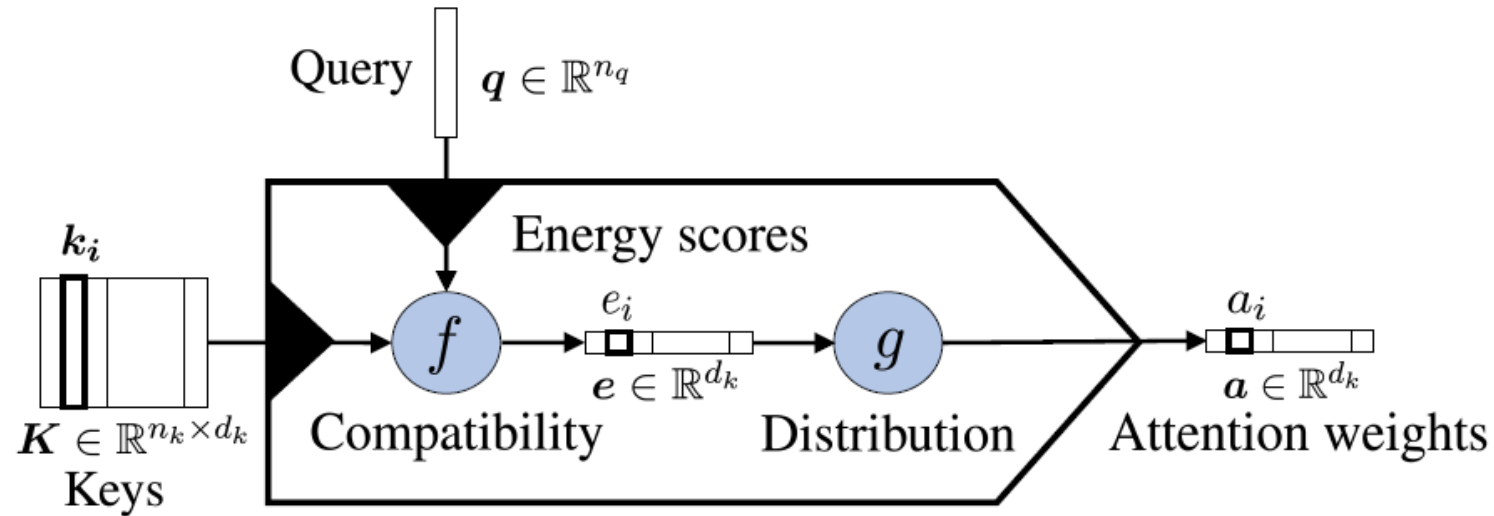 Query
q ∈ ℝ^{n_q}
k_i
Energy scores
f
e_i
g
a_i
e ∈ ℝ^{d_k}
a ∈ ℝ^{d_k}
K ∈ ℝ^{n_k×d_k}
Keys
Compatibility
Distribution
Attention weights